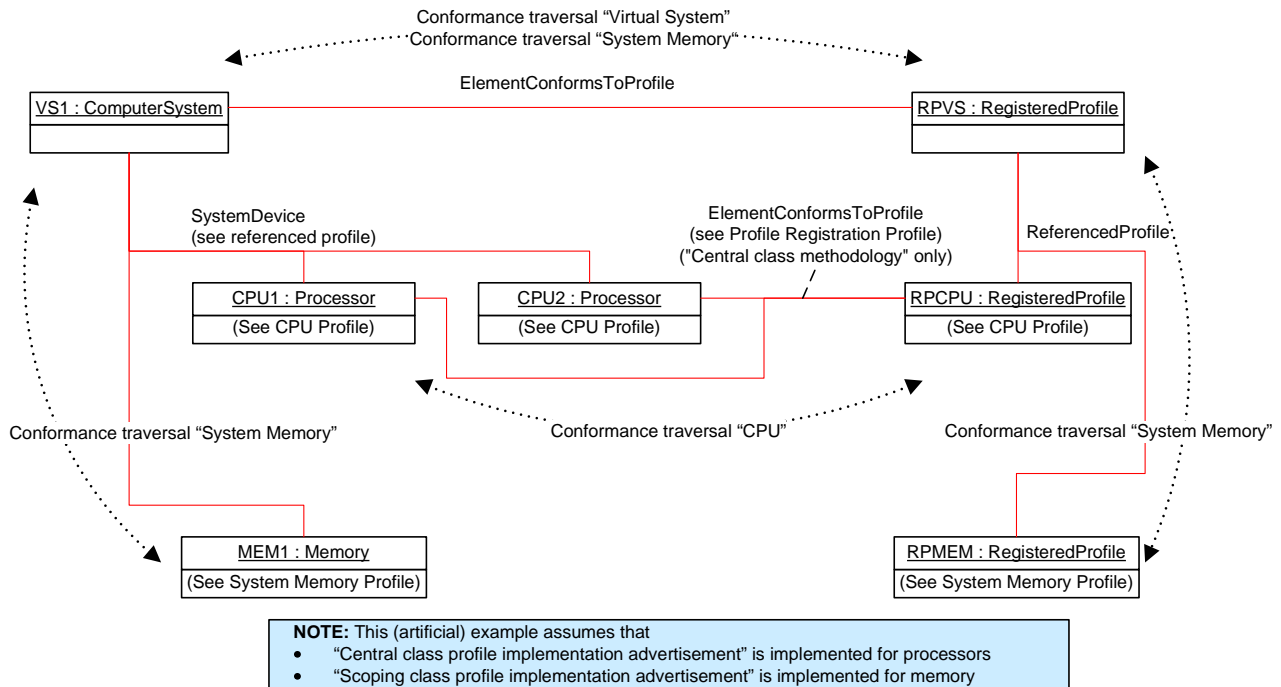 Conformance traversal “Virtual System”
Conformance traversal “System Memory“
ElementConformsToProfile
VS1 : ComputerSystem
RPVS : RegisteredProfile
SystemDevice
(see referenced profile)
ElementConformsToProfile
(see Profile Registration Profile)
("Central class methodology" only)
ReferencedProfile
CPU1 : Processor
(See CPU Profile)
CPU2 : Processor
(See CPU Profile)
RPCPU : RegisteredProfile
(See CPU Profile)
Conformance traversal “System Memory”
Conformance traversal “CPU”
Conformance traversal “System Memory”
MEM1 : Memory
(See System Memory Profile)
RPMEM : RegisteredProfile
(See System Memory Profile)
NOTE: This (artificial) example assumes that
• “Central class profile implementation advertisement” is implemented for processors
• “Scoping class profile implementation advertisement” is implemented for memory